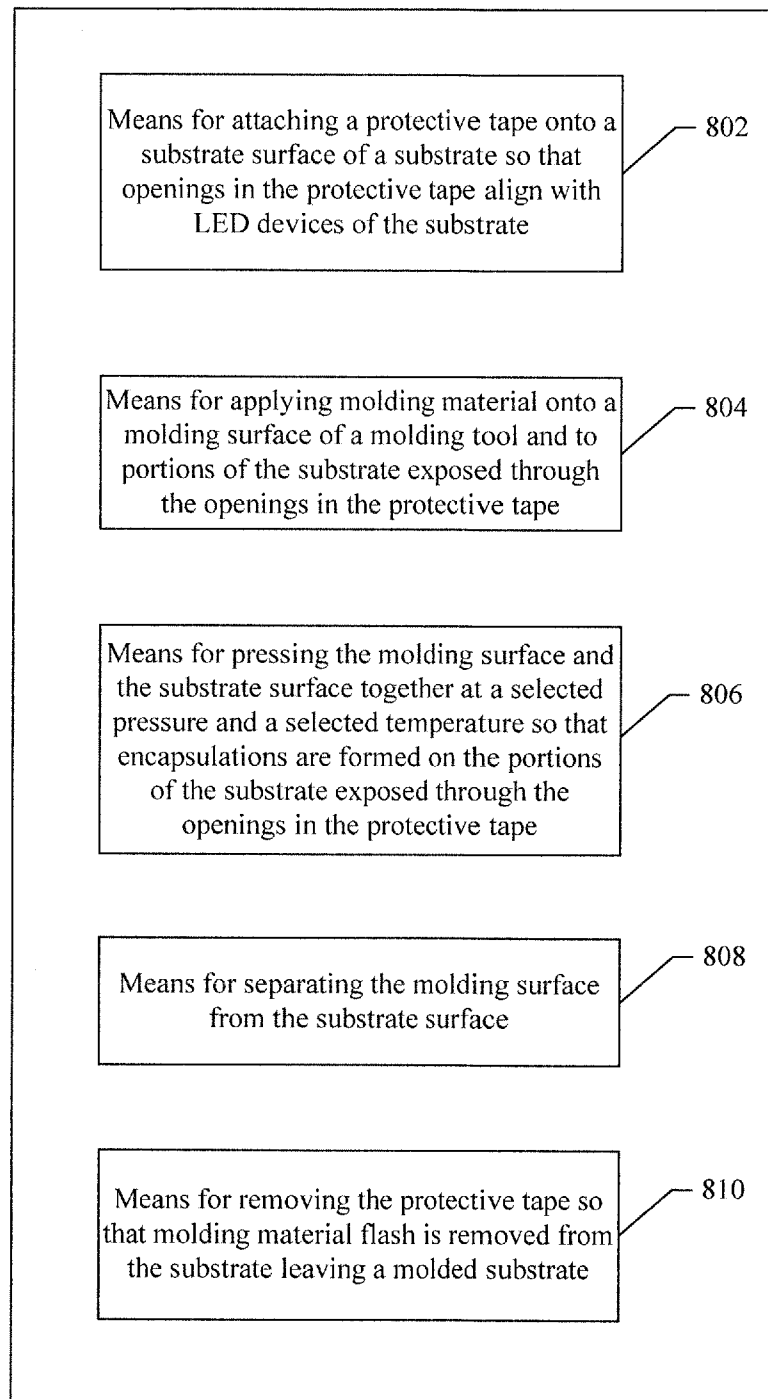 Means for attaching a protective tape onto a
substrate surface of a substrate so that
openings in the protective tape align with
LED devices of the substrate
802
Means for applying molding material onto a
molding surface of a molding tool and to
portions of the substrate exposed through
the openings in the protective tape
804
Means for pressing the molding surface and
the substrate surface together at a selected
pressure and a selected temperature so that
encapsulations are formed on the portions
of the substrate exposed through the
openings in the protective tape
806
Means for separating the molding surface
from the substrate surface
808
Means for removing the protective tape so
that molding material flash is removed from
the substrate leaving a molded substrate
810